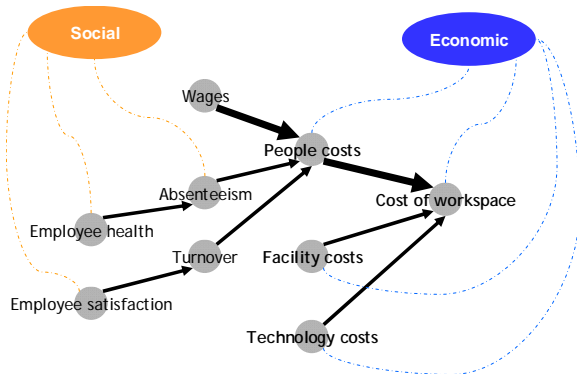 Social
Economic
Wages
People costs
Absenteeism
Cost of workspace
Employee health
Turnover
Facility costs
Employee satisfaction
Technology costs